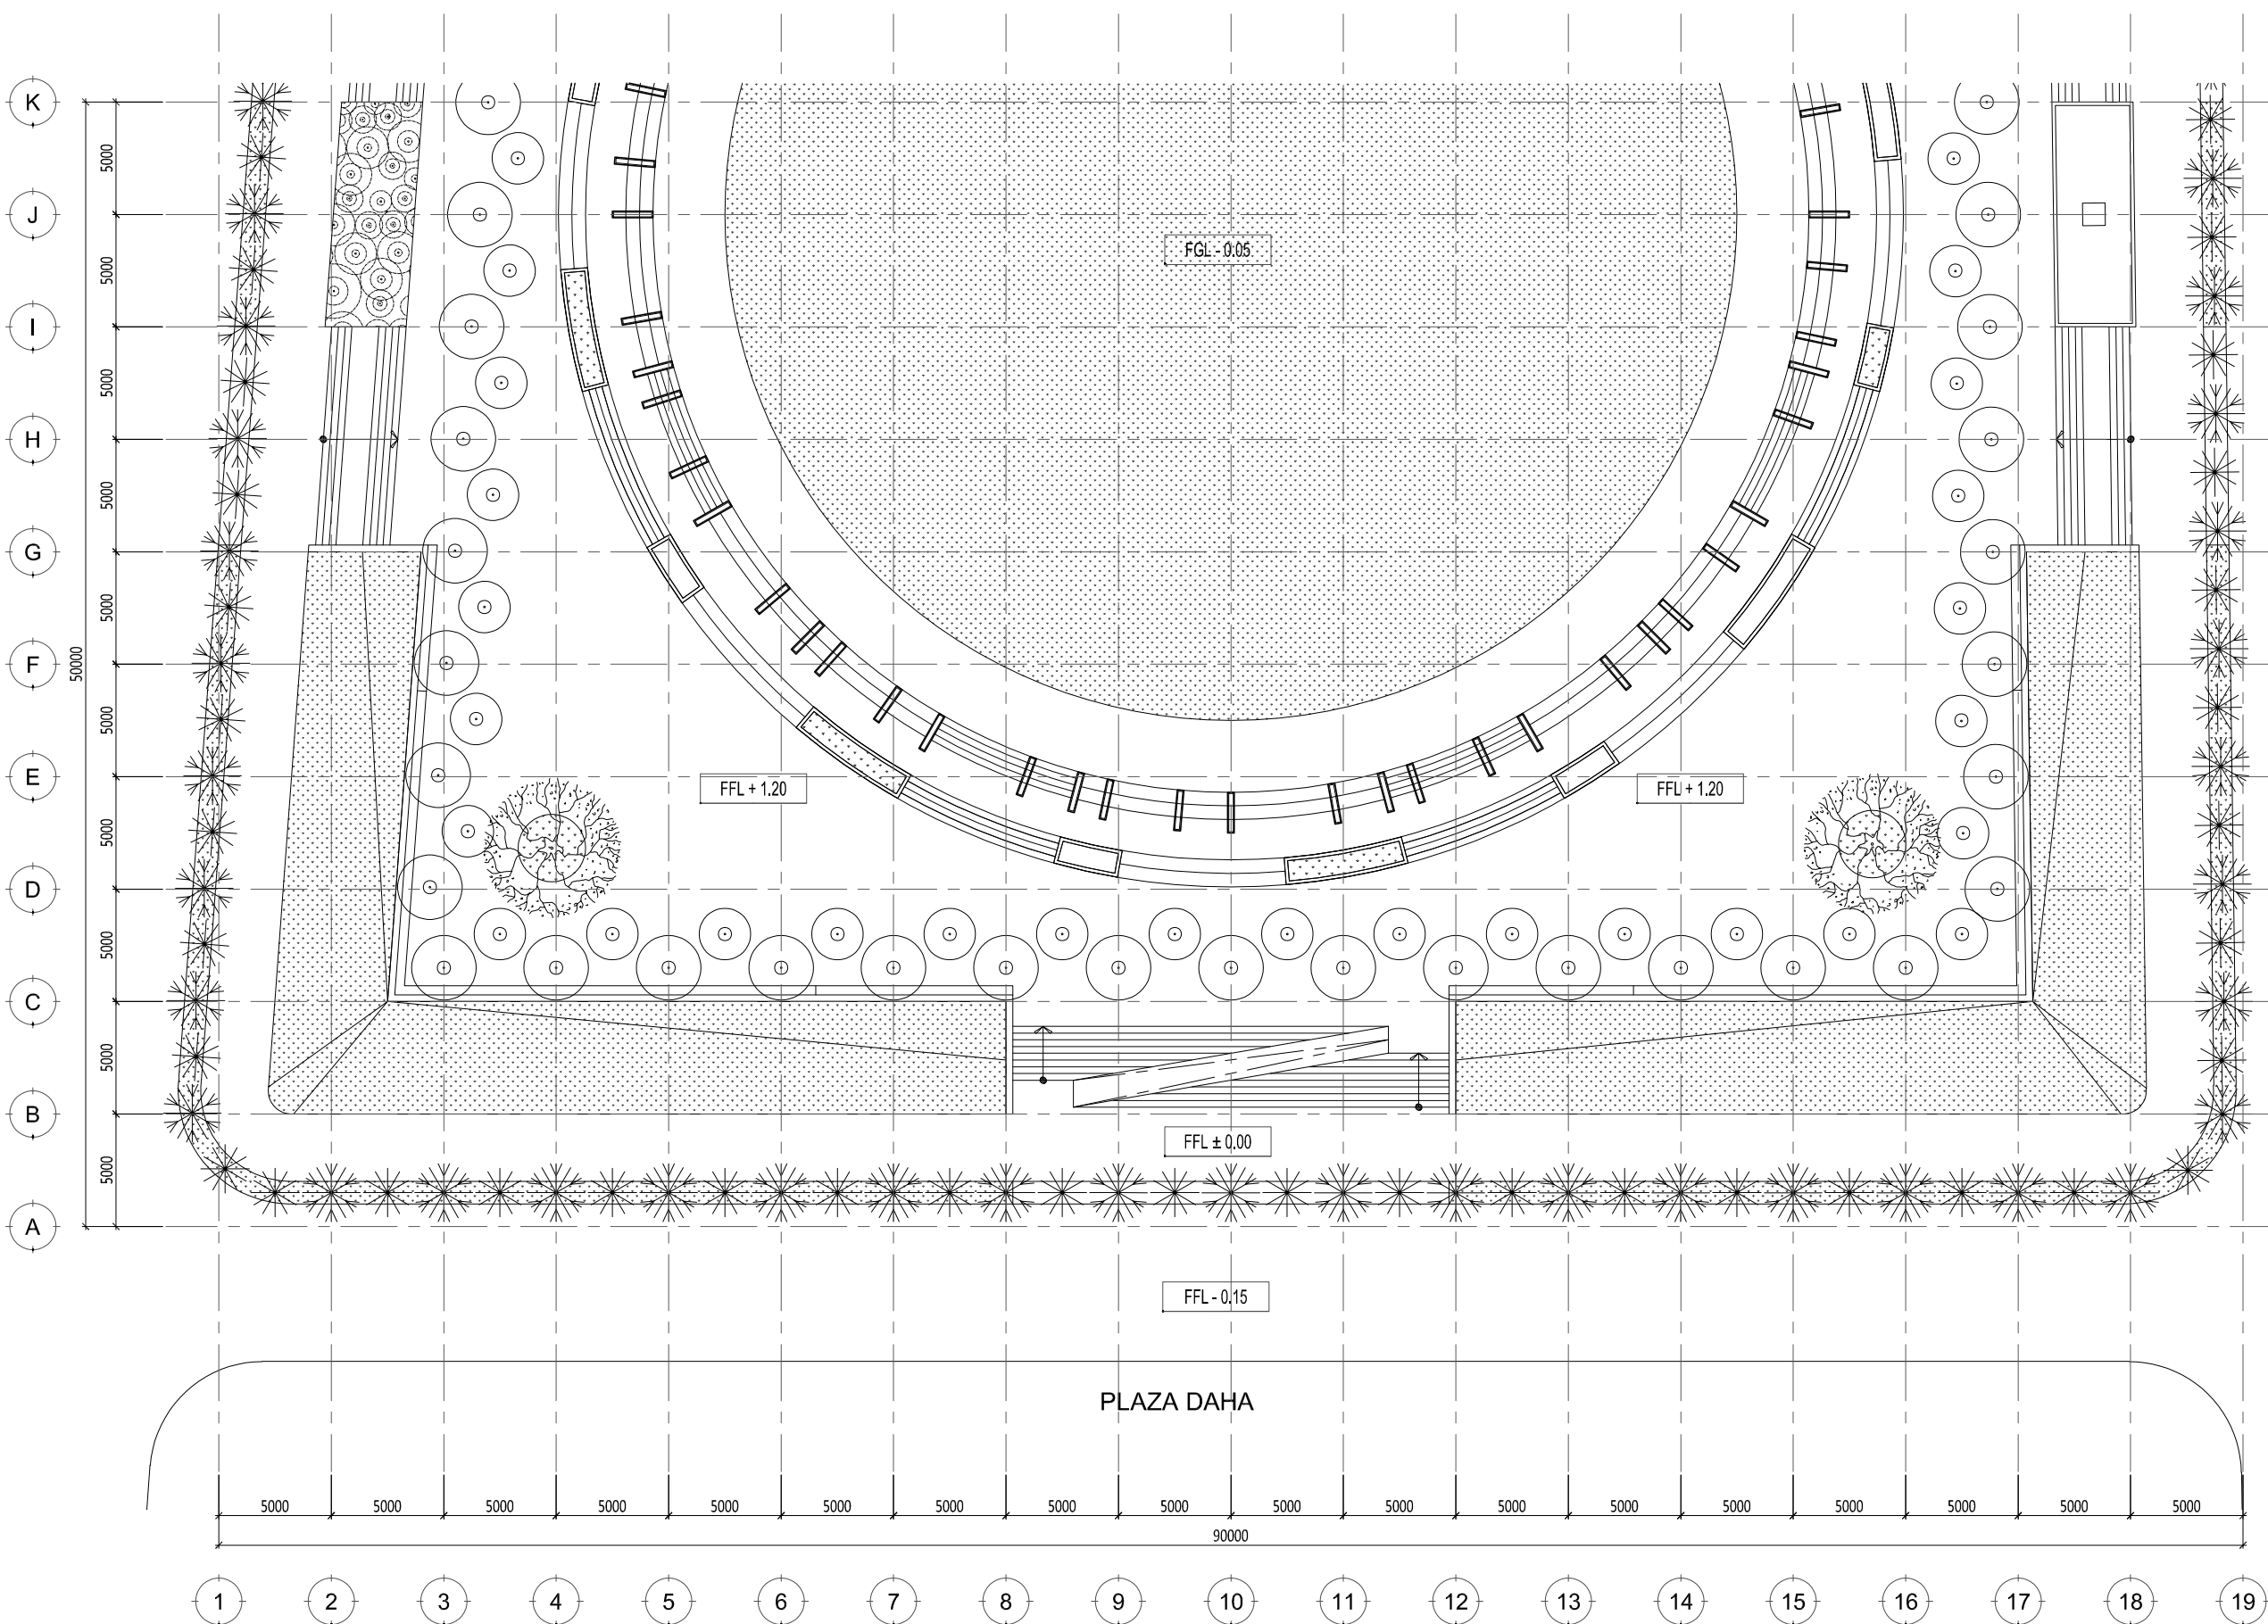 K
5000
J
FGL - 0.05
5000
I
5000
H
5000
G
5000
F
50000
5000
E
FFL + 1.20
FFL + 1.20
5000
D
5000
C
5000
B
FFL ± 0,00
5000
A
FFL - 0.15
PLAZA DAHA
5000 5000 5000 5000 5000 5000 5000 5000 5000 5000 5000 5000 5000 5000 5000 5000 5000 5000
90000
1 2 3 4 5 6 7 8 9 10 11 12 13 14 15 16 17 18 19